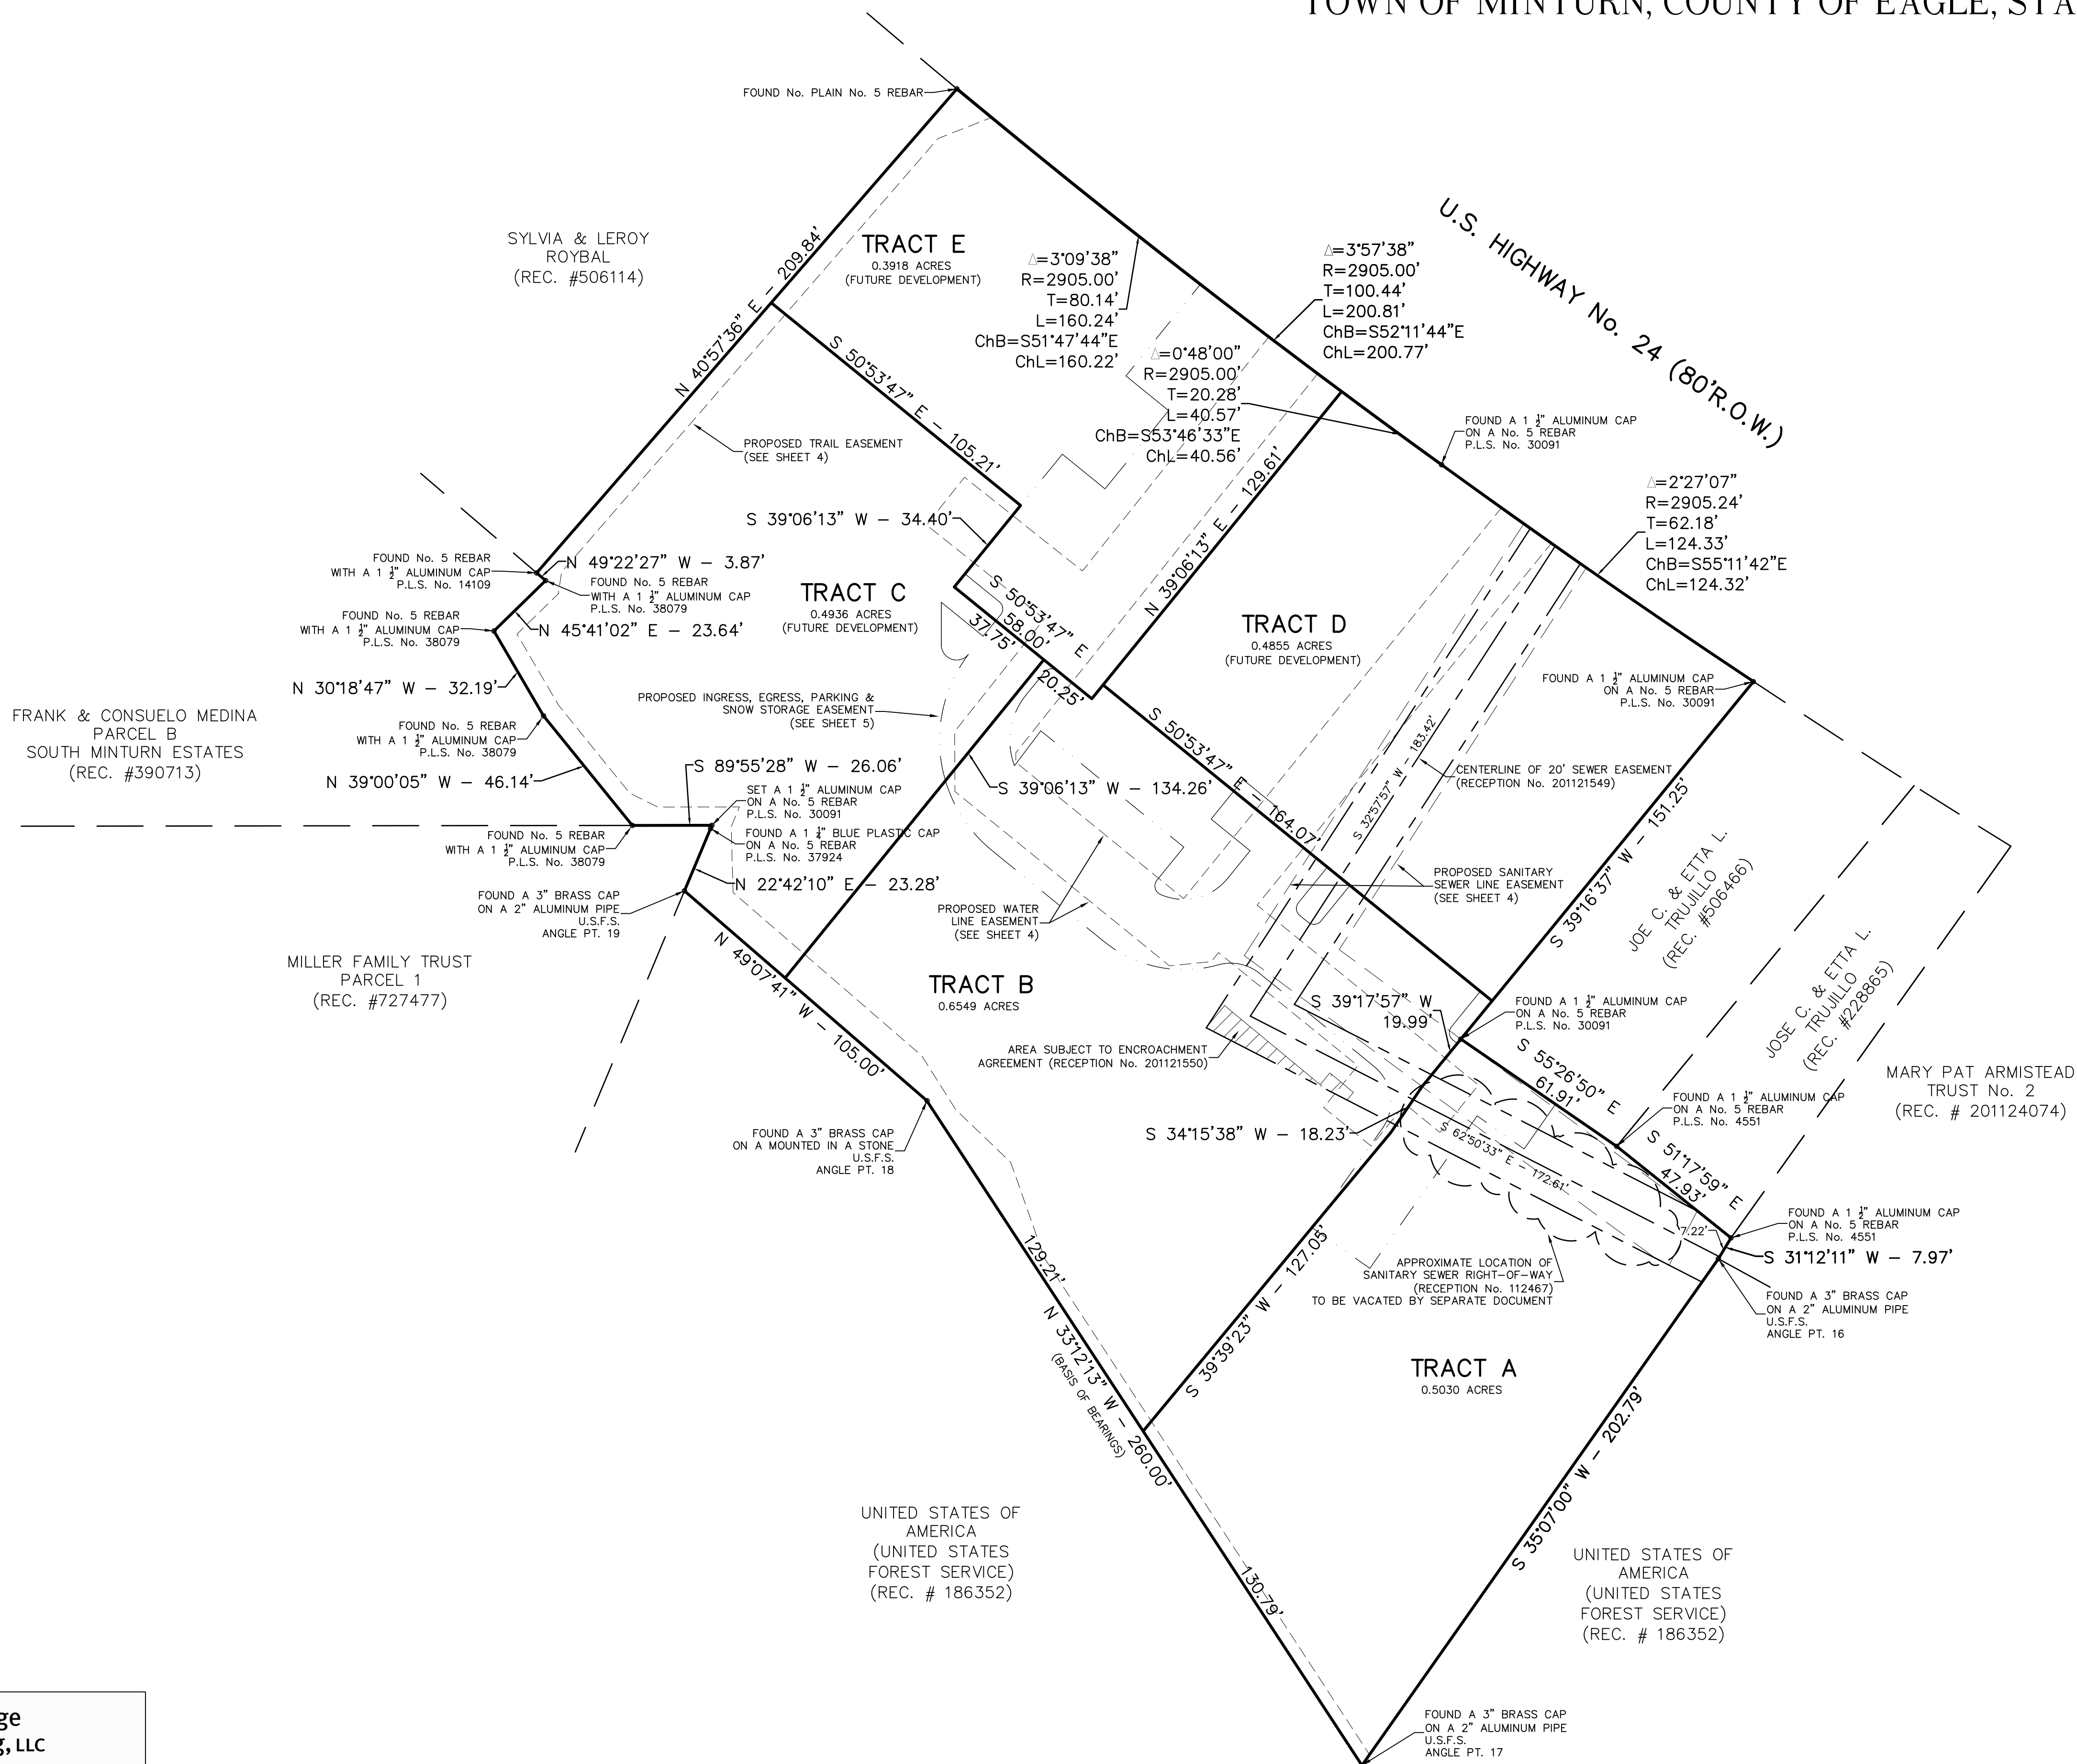 TOWN OF MINTURN, COUNTY OF EAGLE, STA
FOUND No. PLAIN No. 5 REBAR
SYLVIA & LEROY
ROYBAL
(REC. #506114)
N 40°57'36" E – 209.84'
TRACT E
0.3918 ACRES
(FUTURE DEVELOPMENT)
Δ=3°09'38"
R=2905.00'
T=80.14'
L=160.24'
ChB=S51°47'44"E
ChL=160.22'
Δ=3°57'38"
R=2905.00'
T=100.44'
L=200.81'
ChB=S52°11'44"E
ChL=200.77'
U.S. HIGHWAY No. 24 (80'R.O.W.)
Δ=0°48'00"
R=2905.00'
T=20.28'
L=40.57'
ChB=S53°46'33"E
ChL=40.56'
FOUND A 1 ½" ALUMINUM CAP
ON A No. 5 REBAR
P.L.S. No. 30091
Δ=2°27'07"
R=2905.24'
T=62.18'
L=124.33'
ChB=S55°11'42"E
ChL=124.32'
S 50°53'47" E – 105.21'
PROPOSED TRAIL EASEMENT
(SEE SHEET 4)
S 39°06'13" W – 34.40'
N 39°06'13" E – 129.61'
FOUND No. 5 REBAR
WITH A 1 ½" ALUMINUM CAP
P.L.S. No. 14109
N 49°22'27" W – 3.87'
FOUND No. 5 REBAR
WITH A 1 ½" ALUMINUM CAP
P.L.S. No. 38079
FOUND No. 5 REBAR
WITH A 1 ½" ALUMINUM CAP
P.L.S. No. 38079
N 45°41'02" E – 23.64'
TRACT C
0.4936 ACRES
(FUTURE DEVELOPMENT)
S 50°53'47" E
58.00'
37.75'
20.25'
TRACT D
0.4855 ACRES
(FUTURE DEVELOPMENT)
FOUND A 1 ½" ALUMINUM CAP
ON A No. 5 REBAR
P.L.S. No. 30091
N 30°18'47" W – 32.19'
PROPOSED INGRESS, EGRESS, PARKING &
SNOW STORAGE EASEMENT
(SEE SHEET 5)
FRANK & CONSUELO MEDINA
PARCEL B
SOUTH MINTURN ESTATES
(REC. #390713)
FOUND No. 5 REBAR
WITH A 1 ½" ALUMINUM CAP
P.L.S. No. 38079
N 39°00'05" W – 46.14'
S 89°55'28" W – 26.06'
SET A 1 ½" ALUMINUM CAP
ON A No. 5 REBAR
P.L.S. No. 30091
FOUND A 1 ¼" BLUE PLASTIC CAP
ON A No. 5 REBAR
P.L.S. No. 37924
S 39°06'13" W – 134.26'
S 50°53'47" E – 164.07'
S 32°57'57" W – 183.42'
CENTERLINE OF 20' SEWER EASEMENT
(RECEPTION No. 201121549)
S 39°16'37" W – 151.25'
FOUND No. 5 REBAR
WITH A 1 ½" ALUMINUM CAP
P.L.S. No. 38079
N 22°42'10" E – 23.28'
FOUND A 3" BRASS CAP
ON A 2" ALUMINUM PIPE
U.S.F.S.
ANGLE PT. 19
PROPOSED WATER
LINE EASEMENT
(SEE SHEET 4)
PROPOSED SANITARY
SEWER LINE EASEMENT
(SEE SHEET 4)
JOE C. & ETTA L.
TRUJILLO
(REC. #506466)
JOSE C. & ETTA L.
TRUJILLO
(REC. #228865)
MILLER FAMILY TRUST
PARCEL 1
(REC. #727477)
N 49°07'41" W – 105.00'
TRACT B
0.6549 ACRES
S 39°17'57" W
19.99'
FOUND A 1 ½" ALUMINUM CAP
ON A No. 5 REBAR
P.L.S. No. 30091
AREA SUBJECT TO ENCROACHMENT
AGREEMENT (RECEPTION No. 201121550)
S 55°26'50" E
61.91'
MARY PAT ARMISTEAD
TRUST No. 2
(REC. # 201124074)
FOUND A 1 ½" ALUMINUM CAP
ON A No. 5 REBAR
P.L.S. No. 4551
FOUND A 3" BRASS CAP
ON A MOUNTED IN A STONE
U.S.F.S.
ANGLE PT. 18
S 34°15'38" W – 18.23'
S 62°50'33" E – 172.61'
S 51°17'59" E
47.93'
FOUND A 1 ½" ALUMINUM CAP
ON A No. 5 REBAR
P.L.S. No. 4551
7.22'
S 31°12'11" W – 7.97'
129.21'
N 33°12'13" W – 260.00'
(BASIS OF BEARINGS)
S 39°39'23" W – 127.05'
APPROXIMATE LOCATION OF
SANITARY SEWER RIGHT–OF–WAY
(RECEPTION No. 112467)
TO BE VACATED BY SEPARATE DOCUMENT
FOUND A 3" BRASS CAP
ON A 2" ALUMINUM PIPE
U.S.F.S.
ANGLE PT. 16
TRACT A
0.5030 ACRES
S 35°07'00" W – 202.79'
UNITED STATES OF
AMERICA
(UNITED STATES
FOREST SERVICE)
(REC. # 186352)
130.79'
UNITED STATES OF
AMERICA
(UNITED STATES
FOREST SERVICE)
(REC. # 186352)
FOUND A 3" BRASS CAP
ON A 2" ALUMINUM PIPE
U.S.F.S.
ANGLE PT. 17
ge
g, LLC